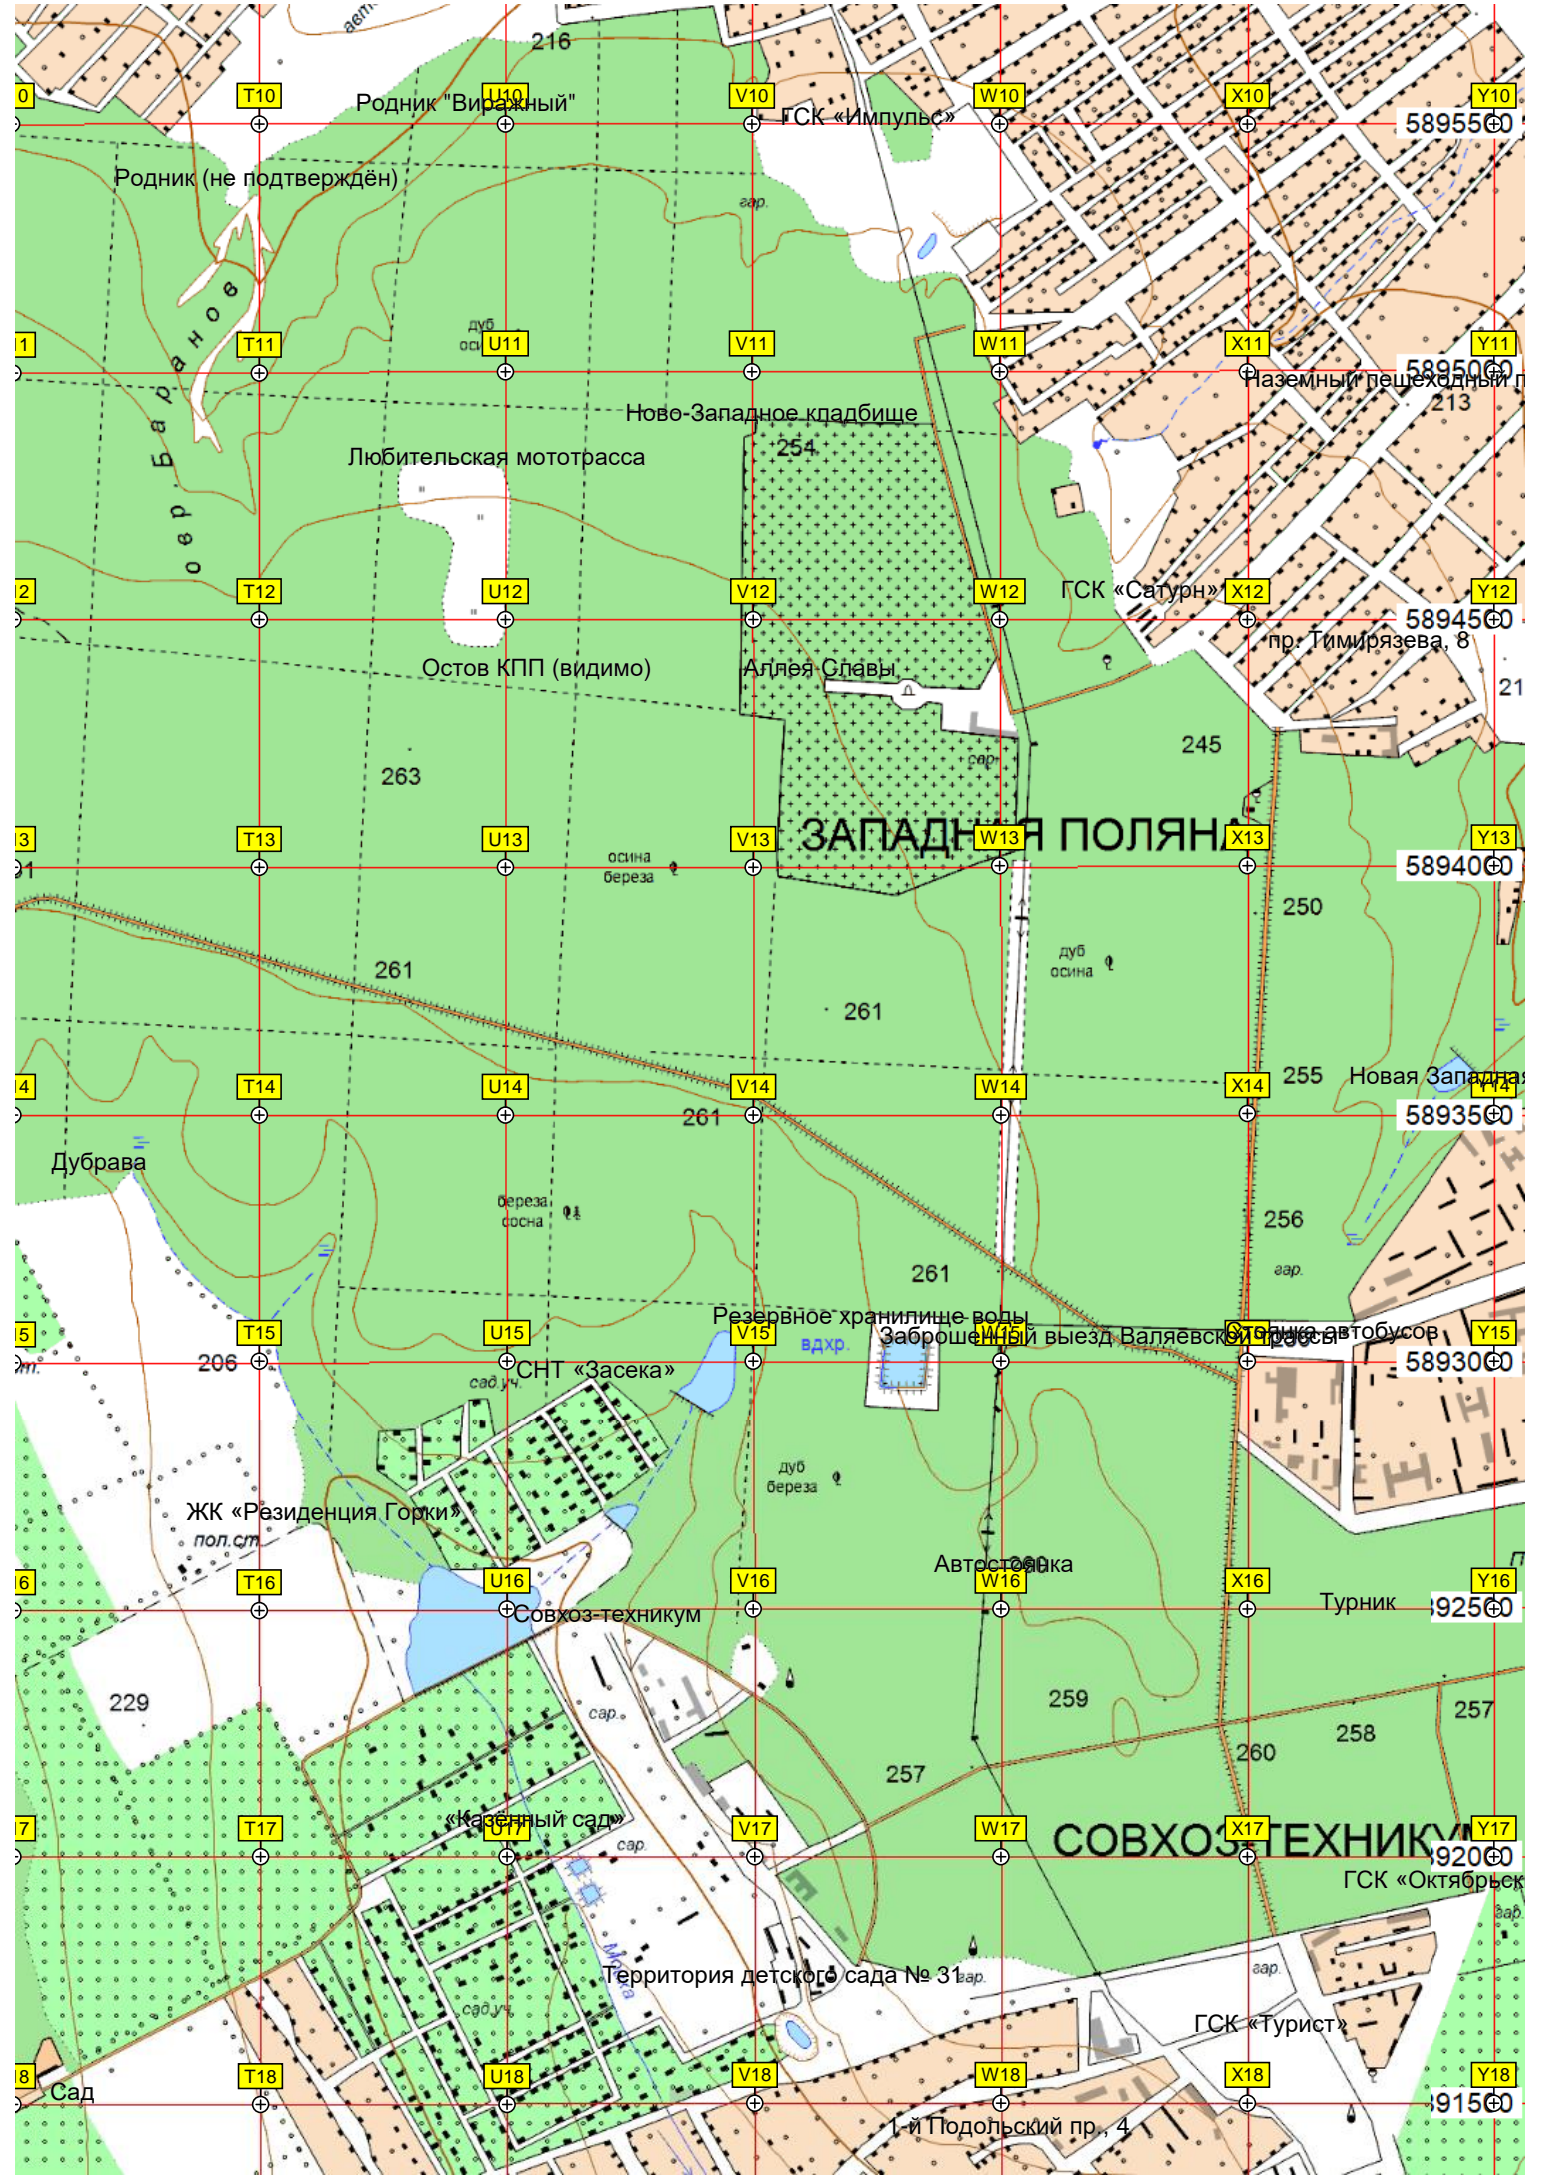 216
T10
U10
V10
W10
X10
Y10
Родник "Виражный"
ГСК «Импульс»
5895500
Родник (не подтверждён)
гар.
овр. Баранов
дуб
T11
U11
V11
W11
X11
Y11
5895000
Наземный пешеходный п
213
Ново-Западное кладбище
254
Любительская мототрасса
T12
U12
V12
W12
ГСК «Сатурн»
X12
Y12
5894500
пр. Тимирязева, 8
Остов КПП (видимо)
Аллея Славы
21
245
263
сар.
ЗАПАДНАЯ ПОЛЯНА
T13
U13
V13
W13
X13
Y13
осина
береза
5894000
250
дуб
осина
261
261
T14
U14
V14
W14
X14
Y14
255
Новая Западная
261
5893500
Дубрава
береза
сосна
256
гар.
261
Резервное хранилище воды
T15
U15
V15
W15
Y15
вдхр.
Заброшенный выезд Валяевской трассы
Стоянка автобусов
206
5893000
СНТ «Засека»
сад.уч.
дуб
береза
ЖК «Резиденция Горки»
пол.ст.
Автостоянка
T16
U16
V16
W16
X16
Y16
Турник
Совхоз-техникум
229
259
257
сар.
258
260
257
«Казённый сад»
T17
U17
V17
W17
X17
Y17
сар.
СОВХОЗ-ТЕХНИКУМ
ГСК «Октябрьск
гар.
Территория детского сада № 31
гар.
гар.
сад.уч.
ГСК «Турист»
T18
U18
V18
W18
X18
Y18
Сад
1-й Подольский пр., 4